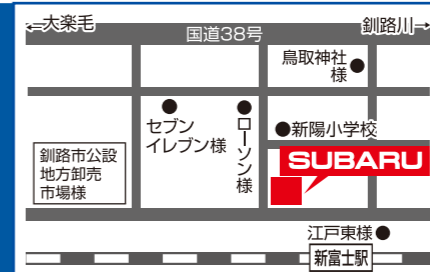 ←大楽毛
国道38号
釧路川→
鳥取神社
様
セブン
イレブン様
ローソン様
新陽小学校
釧路市公設
地方卸売
市場様
SUBARU
江戸東様
新富士駅